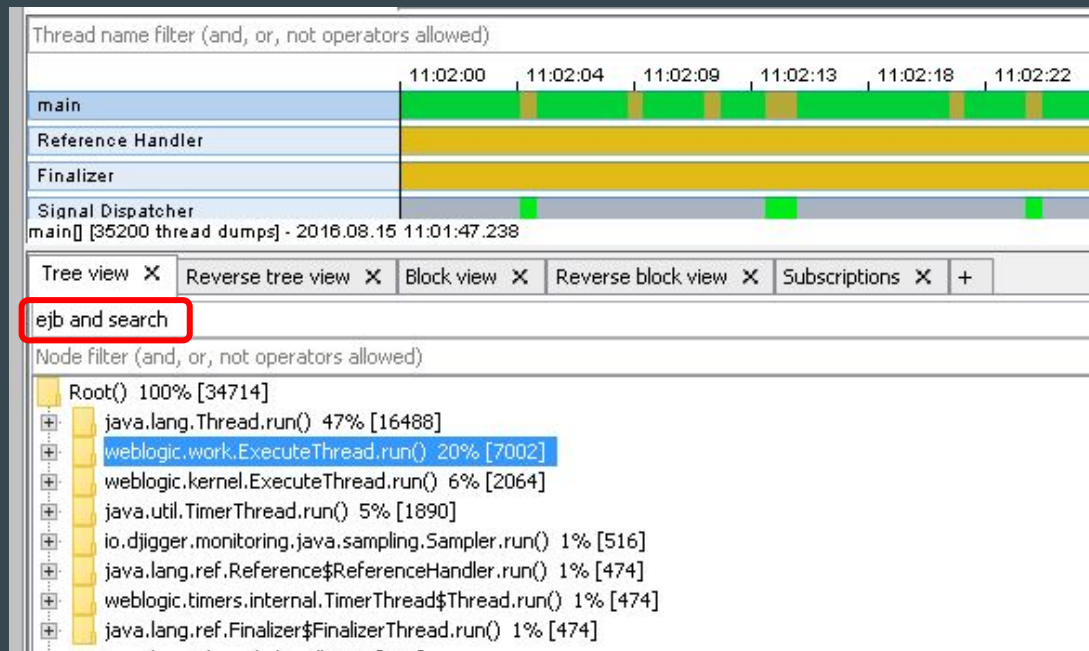 Thread name filter (and, or, not operators allowed)
11:02:00 11:02:04 11:02:09 11:02:13 11:02:18 11:02:22
main
Reference Handler
Finalizer
Signal Dispatcher
main[] [35200 thread dumps] - 2016.08.15 11:01:47.238
Tree view X Reverse tree view X Block view X Reverse block view X Subscriptions X +
ejb and search
Node filter (and, or, not operators allowed)
Root() 100% [34714]
java.lang.Thread.run() 47% [16488]
weblogic.work.ExecuteThread.run() 20% [7002]
weblogic.kernel.ExecuteThread.run() 6% [2064]
java.util.TimerThread.run() 5% [1890]
io.djigger.monitoring.java.sampling.Sampler.run() 1% [516]
java.lang.ref.Reference$ReferenceHandler.run() 1% [474]
weblogic.timers.internal.TimerThread$Thread.run() 1% [474]
java.lang.ref.Finalizer$FinalizerThread.run() 1% [474]